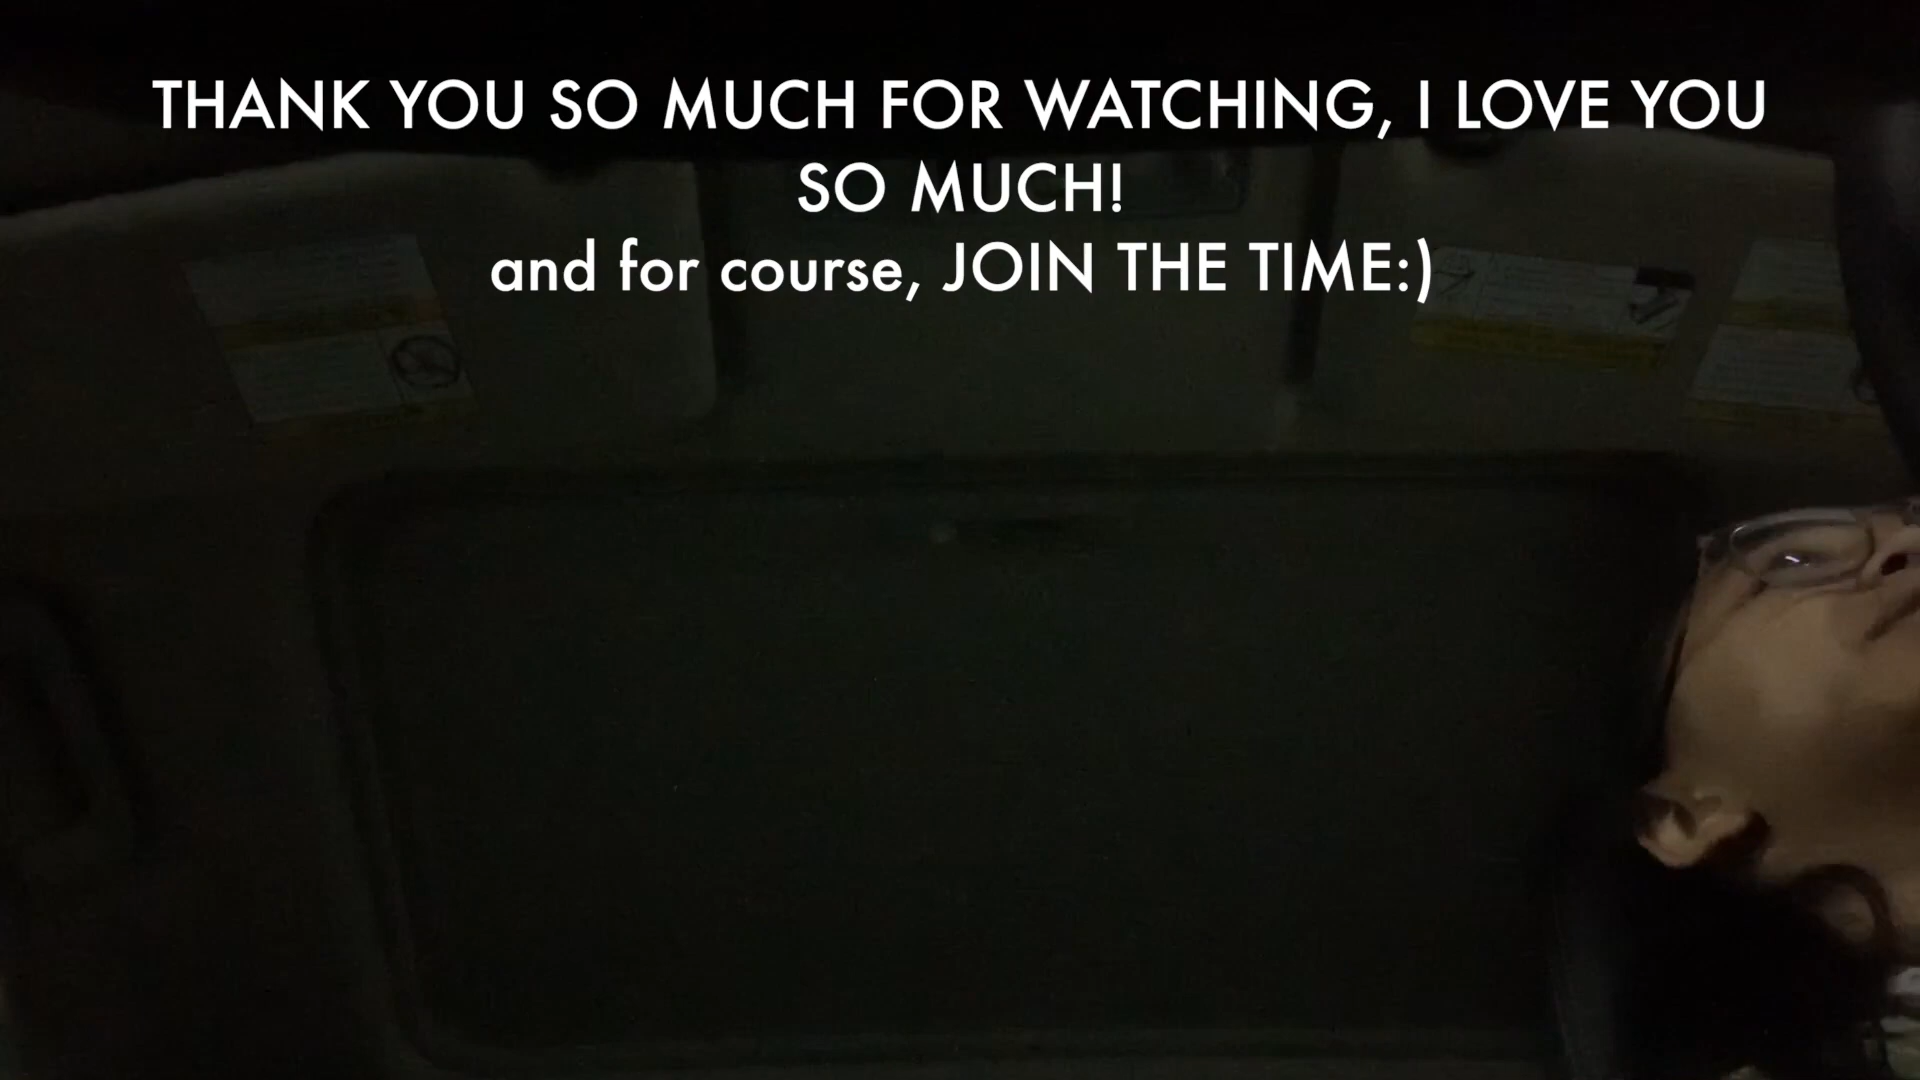 THANK YOU SO MUCH FOR WATCHING, I LOVE YOU
SO MUCH!
and for course, JOIN THE TIME:)